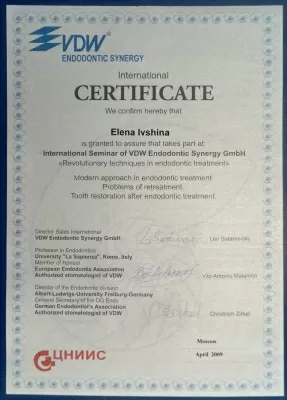 VDW
ENDODONTIC SYNERGY
International
CERTIFICATE
We confirm hereby that
Elena Ivshina
is granted to assure that takes part at
International Seminar of VDW Endodontic Synergy GmbH
«Revolutionary techniques in endodontic treatment»
Modern approach in endodontic treatment
Problems of retreatment.
Tooth restoration after endodontic treatment.
Director Sales International
VDW Endodontic Synergy GmbH
Professor in Endodontics
University "La Sapienza", Roma, Italy
Member of Honour
European Endodontic Association
Authorized stomatologist of VDW
Director of the Endodontic division
Albert-Ludwigs-University Freiburg-Germany
General Secretary of the DG Endo
German Endodontist's Association
Authorized stomatologist of VDW
Vito Antonio Malagnino
Christoph Zirkel
ЦНИИС
Moscow
April 2009